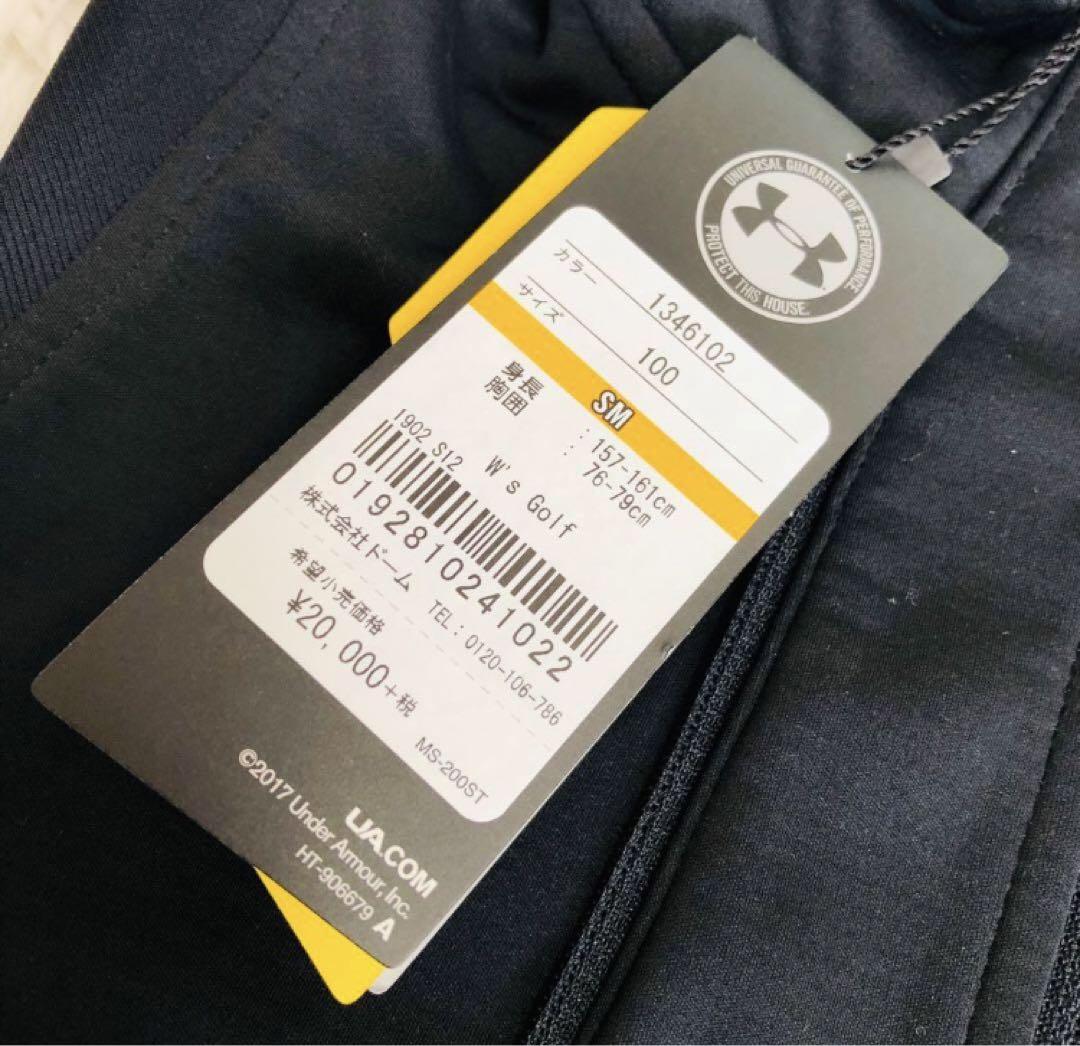 UNIVERSAL GUARANTEE OF PERFORMANCE.
PROTECT THIS HOUSE.
1346102
カラー 100
サイズ SM
身長 : 157-161cm
胸囲 : 76-79cm
1902 S12 W's Golf
0192810241022
株式会社ドーム TEL: 0120-106-786
希望小売価格
¥20,000+税
MS-200ST
UA.COM
©2017 Under Armour, Inc.
HT-906679 A